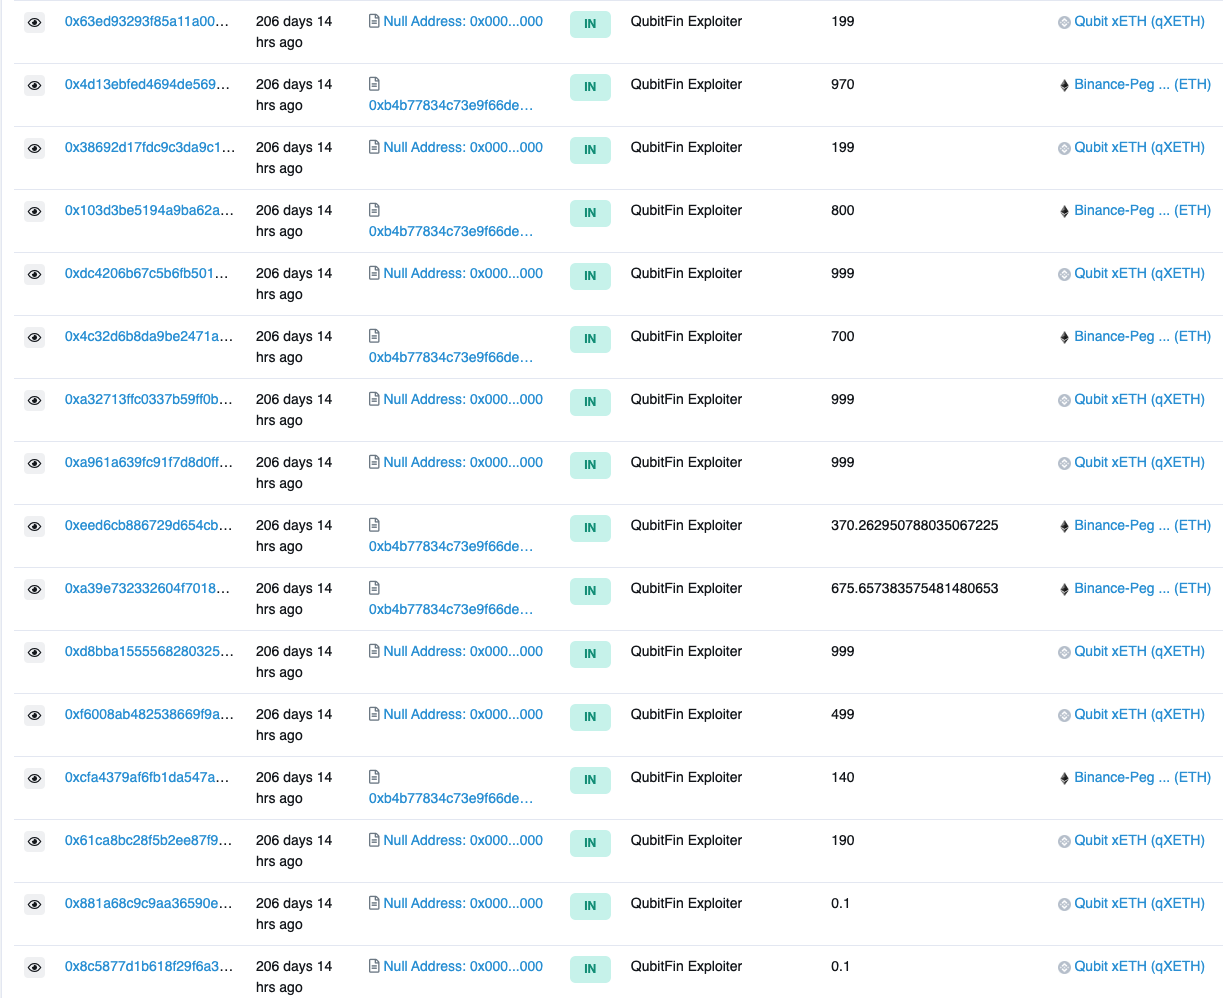 0x63ed93293f85a11a00... 206 days 14 Null Address: 0x000...000 IN QubitFin Exploiter 199 Qubit xETH (qXETH)
hrs ago
0x4d13ebfed4694de569... 206 days 14 IN QubitFin Exploiter 970 Binance-Peg ... (ETH)
hrs ago 0xb4b77834c73e9f66de...
0x38692d17fdc9c3da9c1... 206 days 14 Null Address: 0x000...000 IN QubitFin Exploiter 199 Qubit xETH (qXETH)
hrs ago
0x103d3be5194a9ba62a... 206 days 14 IN QubitFin Exploiter 800 Binance-Peg ... (ETH)
hrs ago 0xb4b77834c73e9f66de...
0xdc4206b67c5b6fb501... 206 days 14 Null Address: 0x000...000 IN QubitFin Exploiter 999 Qubit xETH (qXETH)
hrs ago
0x4c32d6b8da9be2471a... 206 days 14 IN QubitFin Exploiter 700 Binance-Peg ... (ETH)
hrs ago 0xb4b77834c73e9f66de...
0xa32713ffc0337b59ff0b... 206 days 14 Null Address: 0x000...000 IN QubitFin Exploiter 999 Qubit xETH (qXETH)
hrs ago
0xa961a639fc91f7d8d0ff... 206 days 14 Null Address: 0x000...000 IN QubitFin Exploiter 999 Qubit xETH (qXETH)
hrs ago
0xeed6cb886729d654cb... 206 days 14 IN QubitFin Exploiter 370.262950788035067225 Binance-Peg ... (ETH)
hrs ago 0xb4b77834c73e9f66de...
0xa39e732332604f7018... 206 days 14 IN QubitFin Exploiter 675.657383575481480653 Binance-Peg ... (ETH)
hrs ago 0xb4b77834c73e9f66de...
0xd8bba1555568280325... 206 days 14 Null Address: 0x000...000 IN QubitFin Exploiter 999 Qubit xETH (qXETH)
hrs ago
0xf6008ab482538669f9a... 206 days 14 Null Address: 0x000...000 IN QubitFin Exploiter 499 Qubit xETH (qXETH)
hrs ago
0xcfa4379af6fb1da547a... 206 days 14 IN QubitFin Exploiter 140 Binance-Peg ... (ETH)
hrs ago 0xb4b77834c73e9f66de...
0x61ca8bc28f5b2ee87f9... 206 days 14 Null Address: 0x000...000 IN QubitFin Exploiter 190 Qubit xETH (qXETH)
hrs ago
0x881a68c9c9aa36590e... 206 days 14 Null Address: 0x000...000 IN QubitFin Exploiter 0.1 Qubit xETH (qXETH)
hrs ago
0x8c5877d1b618f29f6a3... 206 days 14 Null Address: 0x000...000 IN QubitFin Exploiter 0.1 Qubit xETH (qXETH)
hrs ago